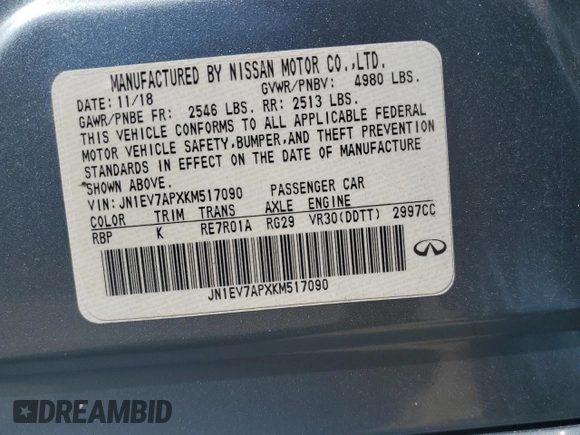 MANUFACTURED BY NISSAN MOTOR CO.,LTD.
DATE: 11/18 GVWR/PNBV: 4980 LBS.
GAWR/PNBE FR: 2546 LBS. RR: 2513 LBS.
THIS VEHICLE CONFORMS TO ALL APPLICABLE FEDERAL
MOTOR VEHICLE SAFETY,BUMPER,AND THEFT PREVENTION
STANDARDS IN EFFECT ON THE DATE OF MANUFACTURE
SHOWN ABOVE.
VIN: JN1EV7APXKM517090 PASSENGER CAR
COLOR TRIM TRANS AXLE ENGINE
RBP K RE7R01A RG29 VR30(DDTT) 2997CC
JN1EV7APXKM517090
DREAMBID